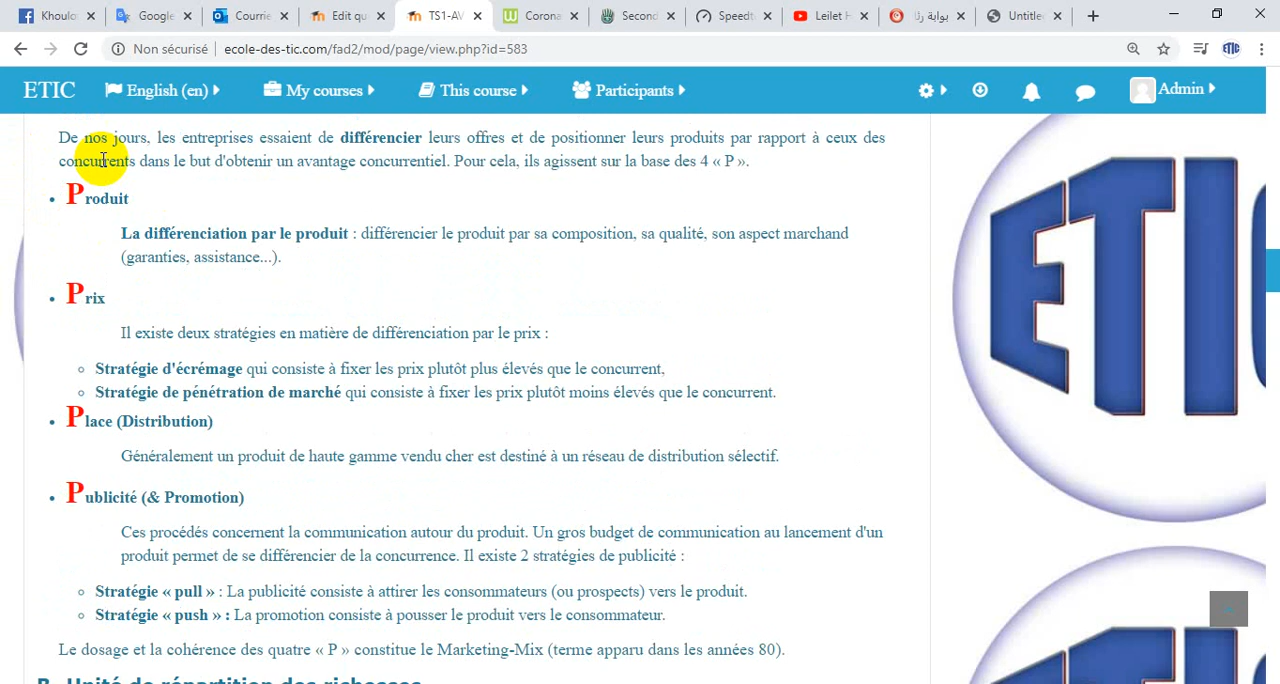 Khoulo
Google
Courrie
Edit qu
TS1-AV
Corona
Second
Speedt
Leilet H
بوابة رتا
Untitle
Non sécurisé
ecole-des-tic.com/fad2/mod/page/view.php?id=583
ETIC
ETIC
English (en)
My courses
This course
Participants
Admin
De nos jours, les entreprises essaient de différencier leurs offres et de positionner leurs produits par rapport à ceux des
concurrents dans le but d'obtenir un avantage concurrentiel. Pour cela, ils agissent sur la base des 4 « P ».
• Produit
La différenciation par le produit : différencier le produit par sa composition, sa qualité, son aspect marchand
(garanties, assistance...).
• Prix
Il existe deux stratégies en matière de différenciation par le prix :
◦ Stratégie d'écrémage qui consiste à fixer les prix plutôt plus élevés que le concurrent,
◦ Stratégie de pénétration de marché qui consiste à fixer les prix plutôt moins élevés que le concurrent.
• Place (Distribution)
Généralement un produit de haute gamme vendu cher est destiné à un réseau de distribution sélectif.
• Publicité (& Promotion)
Ces procédés concernent la communication autour du produit. Un gros budget de communication au lancement d'un
produit permet de se différencier de la concurrence. Il existe 2 stratégies de publicité :
◦ Stratégie « pull » : La publicité consiste à attirer les consommateurs (ou prospects) vers le produit.
◦ Stratégie « push » : La promotion consiste à pousser le produit vers le consommateur.
Le dosage et la cohérence des quatre « P » constitue le Marketing-Mix (terme apparu dans les années 80).
B. Unité de répartition des richesses
ETIC